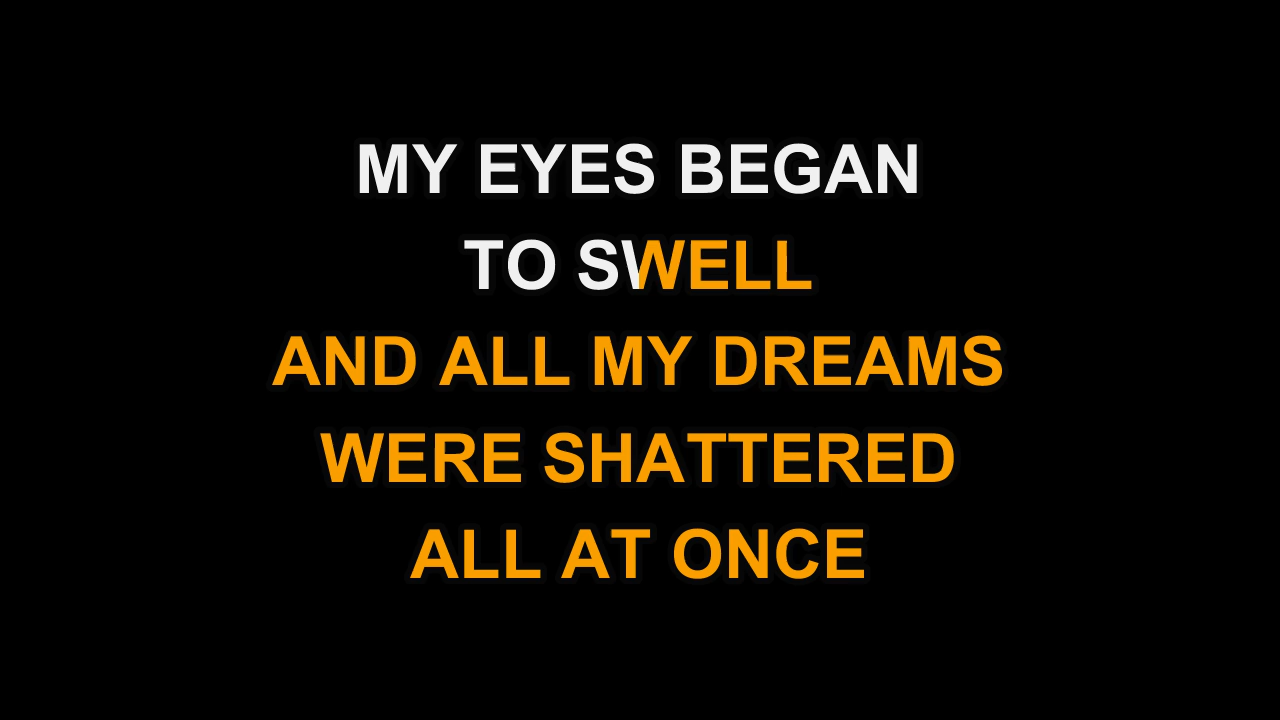 MY EYES BEGAN
TO SWELL
AND ALL MY DREAMS
WERE SHATTERED
ALL AT ONCE